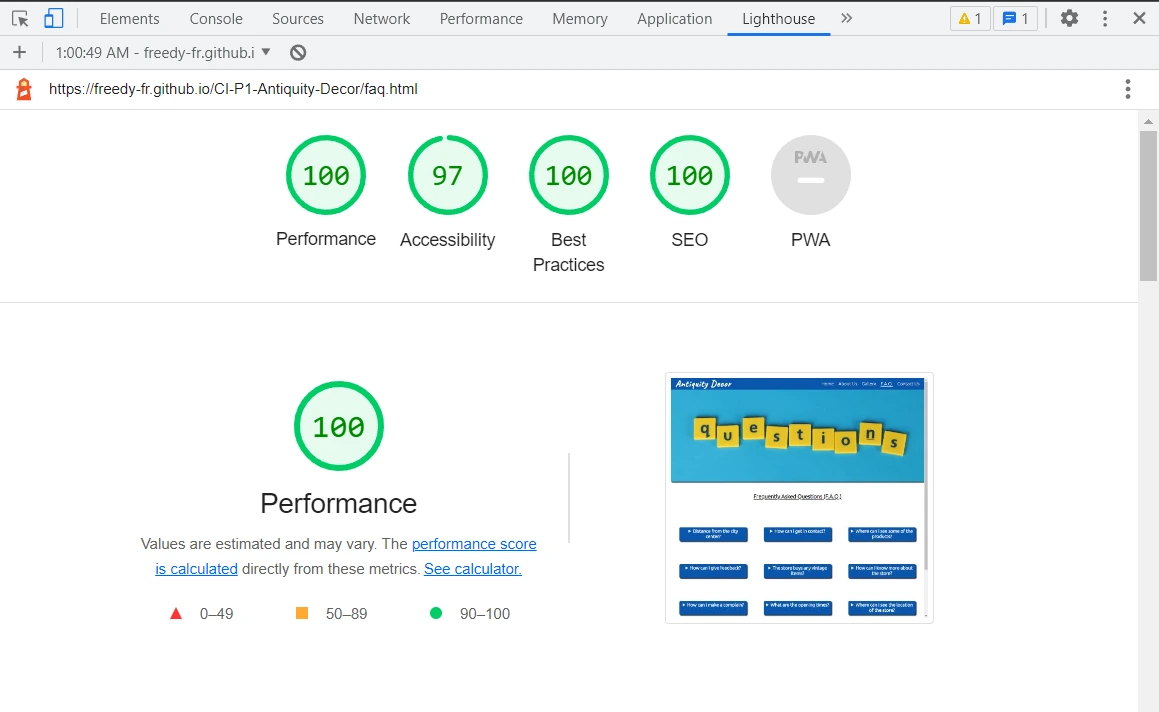 Elements Console Sources Network Performance Memory Application Lighthouse » 1 1
1:00:49 AM - freedy-fr.github.i
https://freedy-fr.github.io/CI-P1-Antiquity-Decor/faq.html
100 97 100 100 PWA
Performance Accessibility Best Practices SEO PWA
100
Performance
Values are estimated and may vary. The performance score
is calculated directly from these metrics. See calculator.
0–49 50–89 90–100
Antiquity Decor Home About Us Gallery F.A.Q. Contact Us
questions
Frequently Asked Questions (F.A.Q.)
Distance from the city center?
How can I get in contact?
Where can I see some of the products?
How can I give feedback?
The store buys any vintage items?
How can I know more about the store?
How can I make a complain?
What are the opening times?
Where can I see the location of the store?